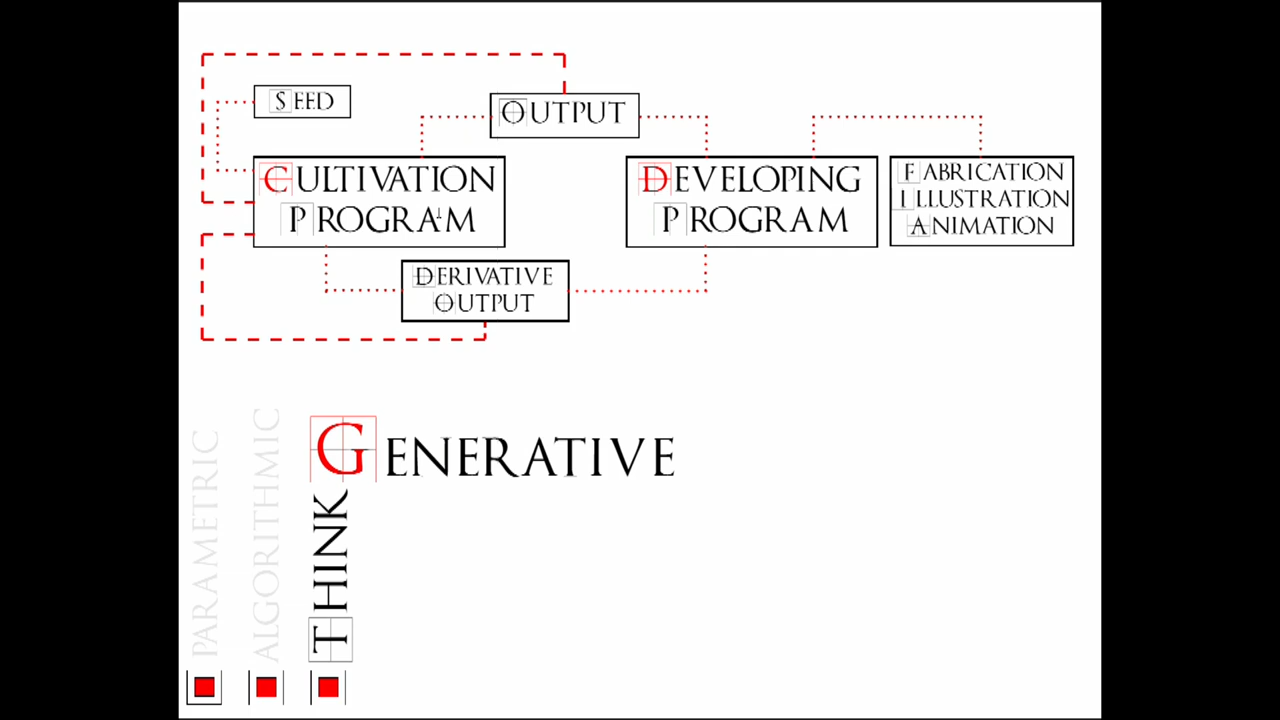 SEED
OUTPUT
CULTIVATION
PROGRAM
DEVELOPING
PROGRAM
FABRICATION
ILLUSTRATION
ANIMATION
DERIVATIVE
OUTPUT
PARAMETRIC
ALGORITHMIC
THINK
GENERATIVE